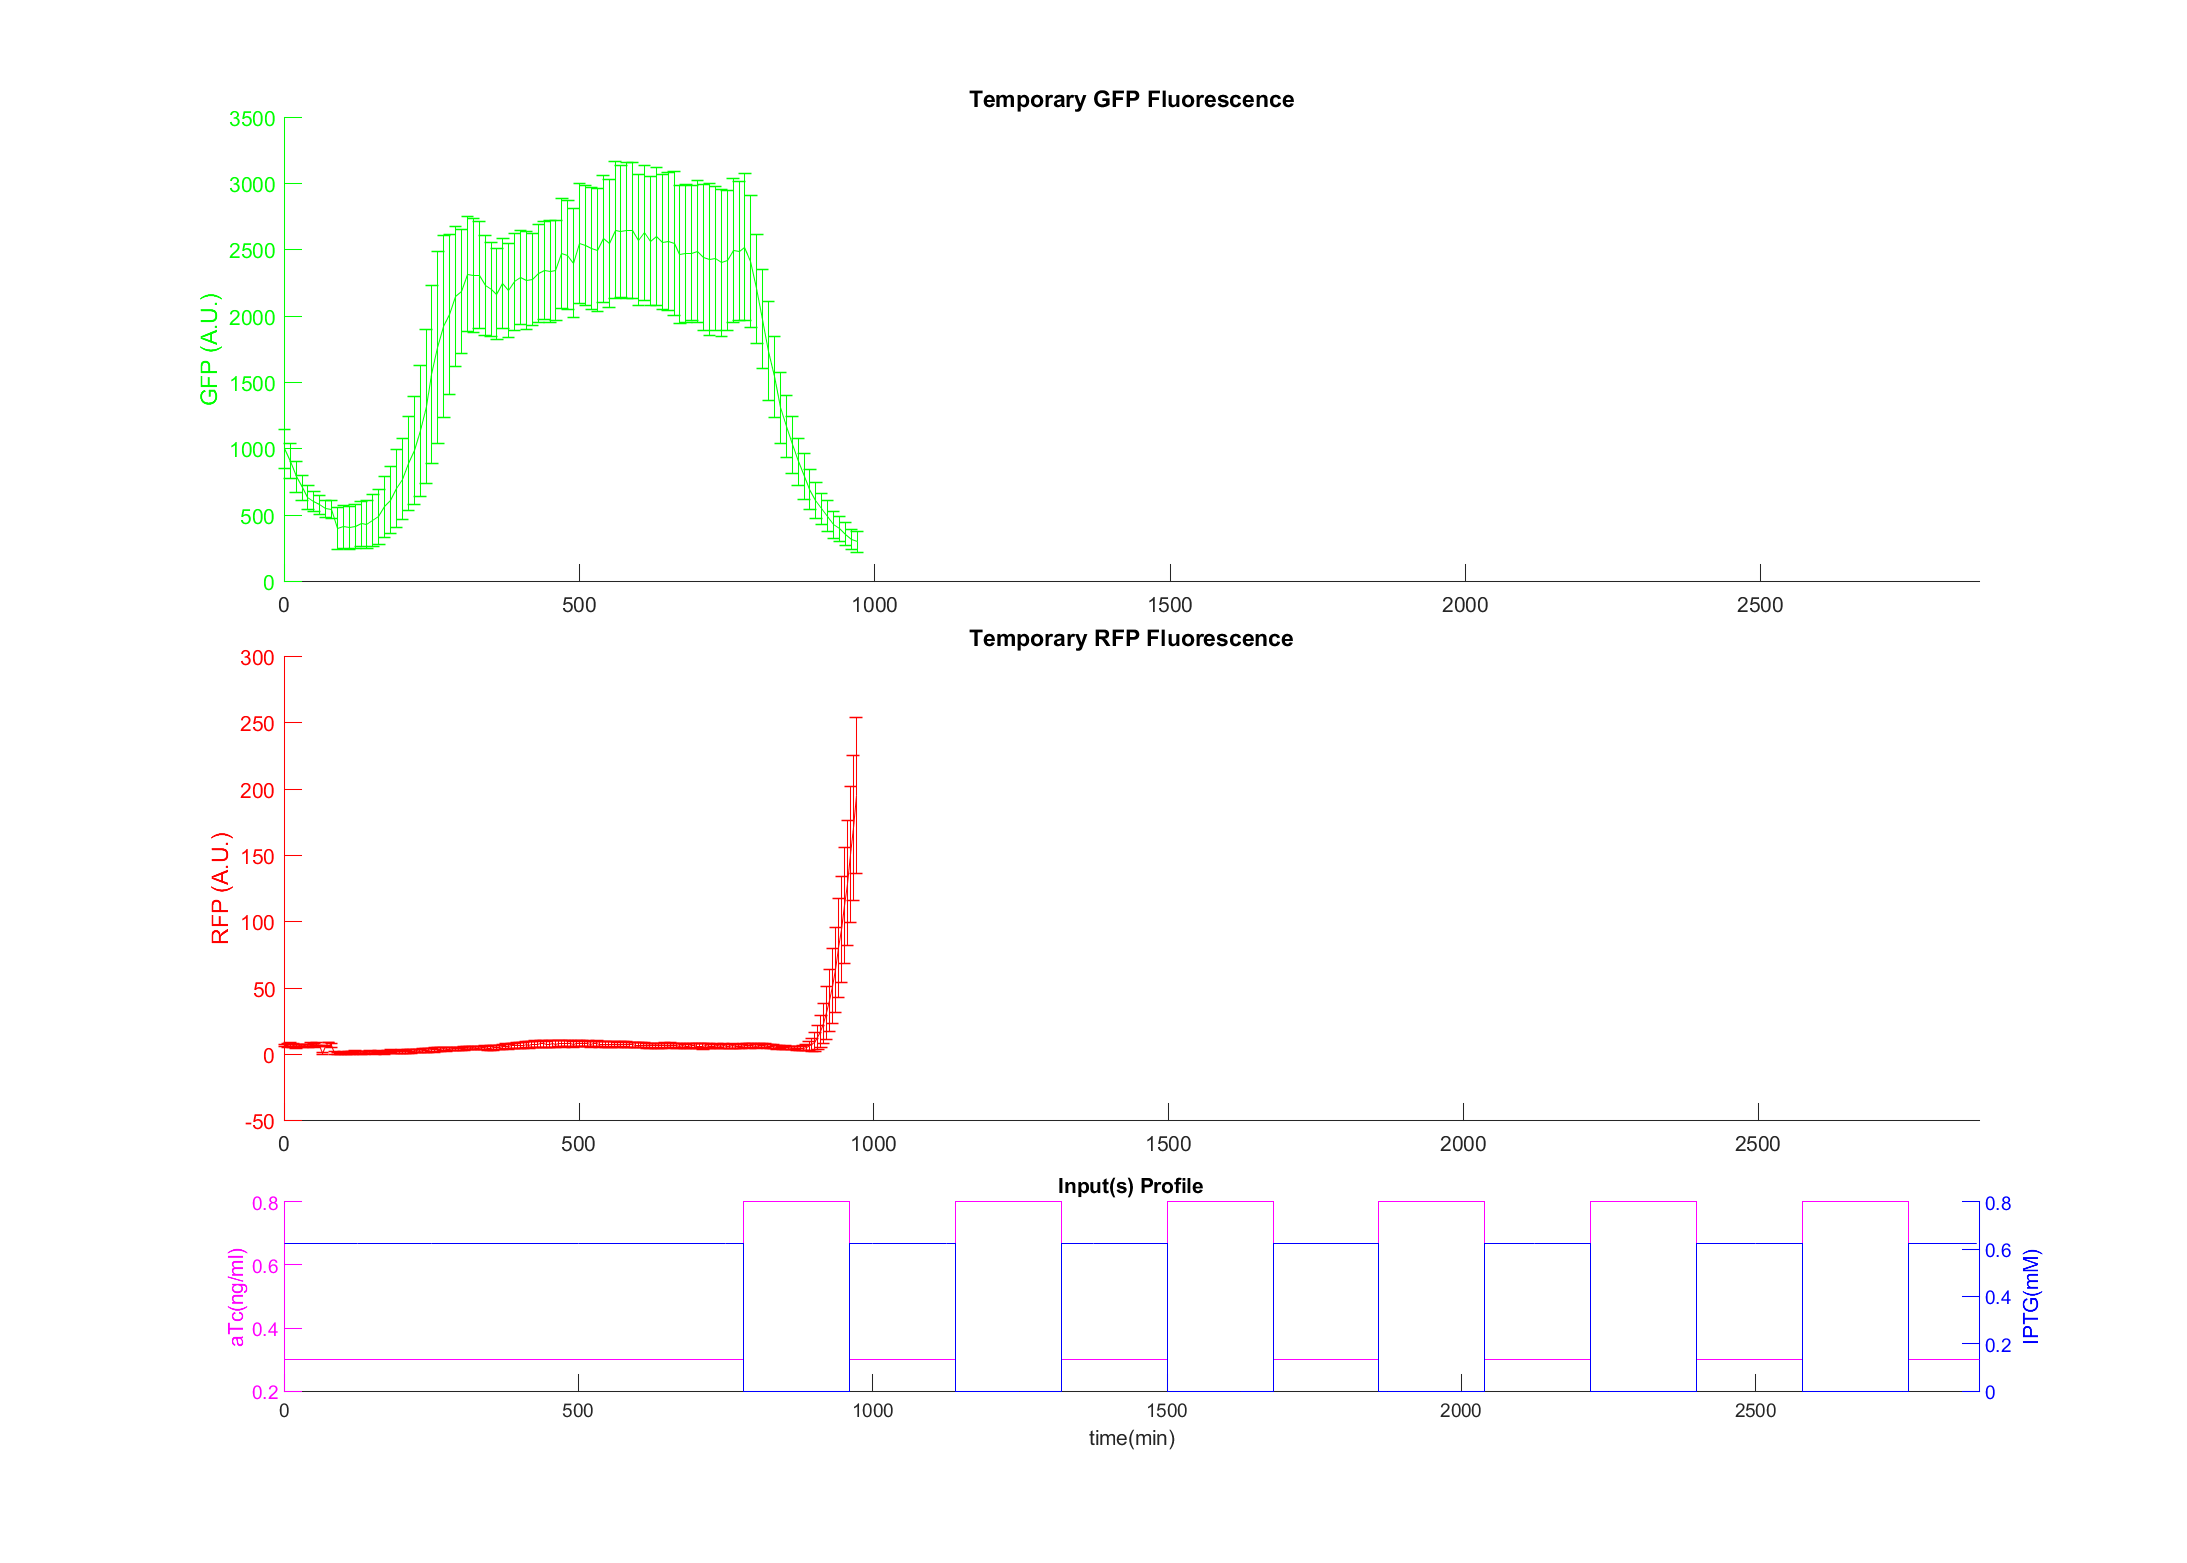 Temporary GFP Fluorescence
3500
3000
2500
2000
1500
1000
500
0
GFP (A.U.)
0 500 1000 1500 2000 2500
Temporary RFP Fluorescence
300
250
200
150
100
50
0
-50
RFP (A.U.)
0 500 1000 1500 2000 2500
Input(s) Profile
0.8
0.6
0.4
0.2
aTc(ng/ml)
0.8
0.6
0.4
0.2
0
IPTG(mM)
0 500 1000 1500 2000 2500
time(min)